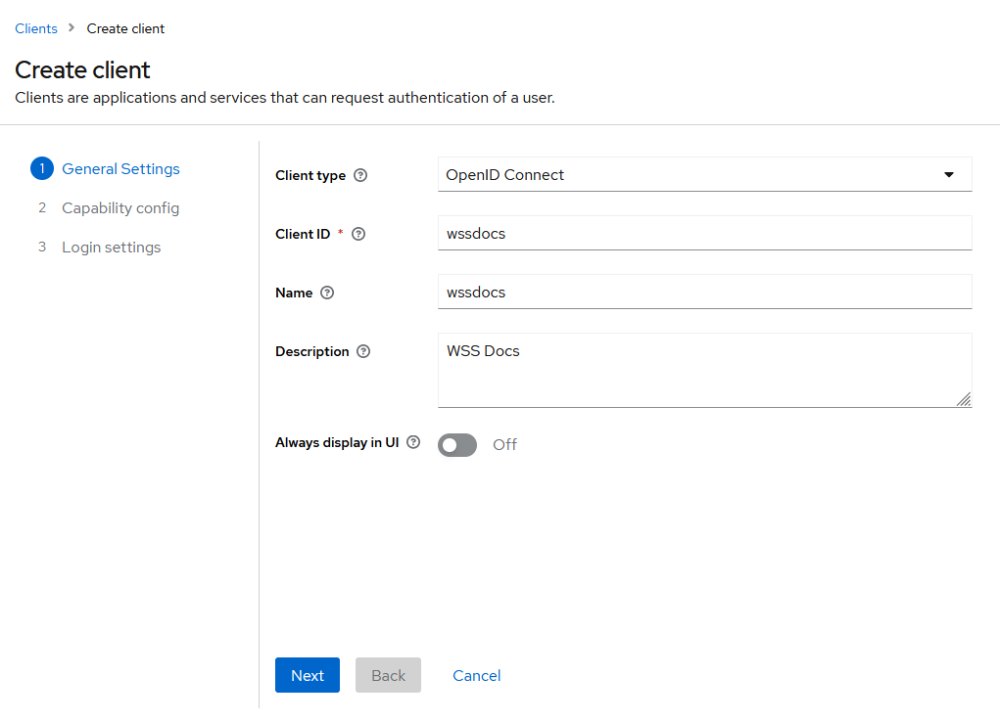 Clients > Create client
Create client
Clients are applications and services that can request authentication of a user.
1 General Settings
2 Capability config
3 Login settings
Client type ? OpenID Connect
Client ID * ? wssdocs
Name ? wssdocs
Description ? WSS Docs
Always display in UI ? Off
Next Back Cancel